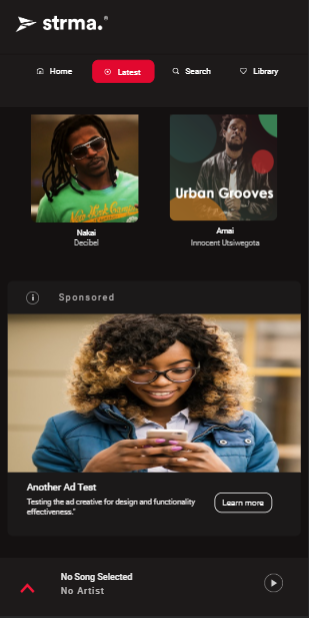 strma.®
Home Latest Search Library
Urban Grooves
Nakai
Decibel
Amai
Innocent Utsiwegota
i Sponsored
Another Ad Test
Testing the ad creative for design and functionality
effectiveness."
Learn more
No Song Selected
No Artist